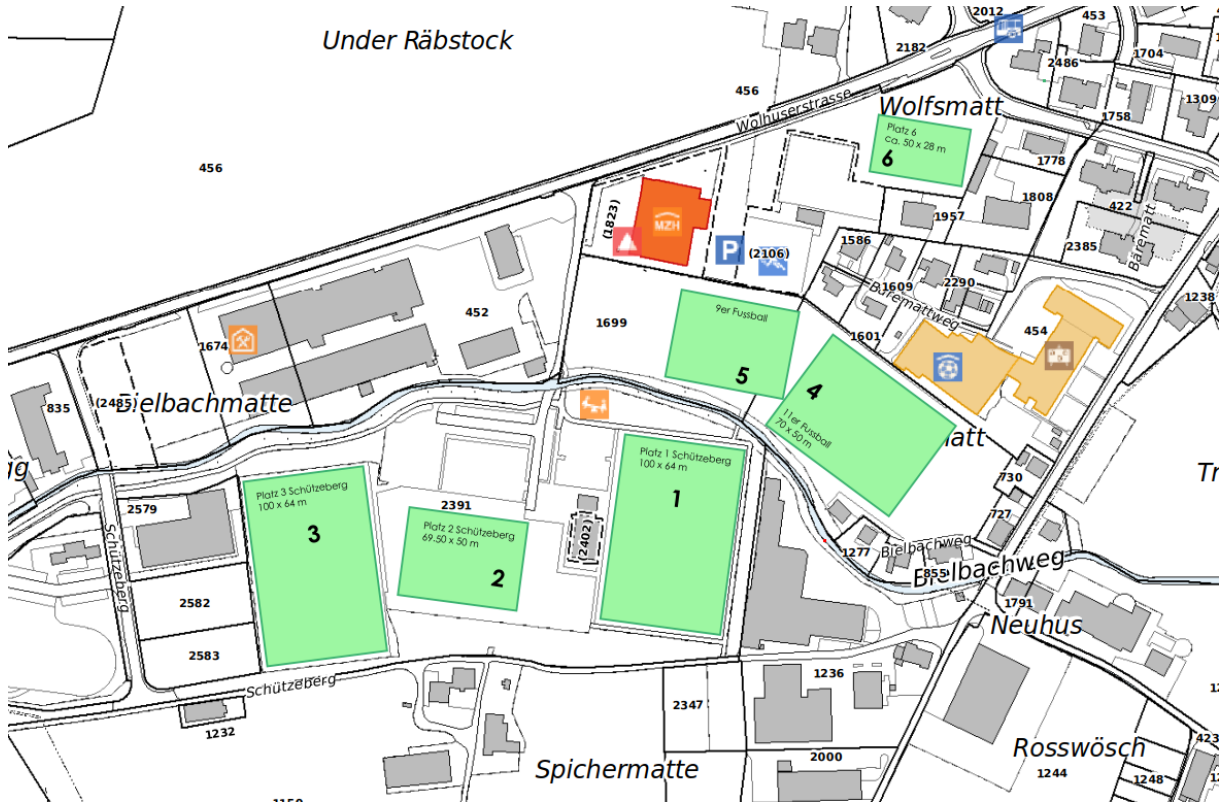 Under Räbstock
2012
453
2182
2486
1704
456
1309
Wolhuserstrasse
Wolfsmatt
1758
Platz 6
ca. 50 x 28 m
6
1778
456
1808
(1823)
MZH
1957
422
P
(2106)
1586
2385
Bärematt
1609
2290
Bäremattweg
1238
452
1699
9er Fussball
454
1674
1601
5
4
835
(2485)
Bielbachmatte
11er Fussball
70 x 50 m
matt
Platz 1 Schützeberg
100 x 64 m
1
730
Platz 3 Schützeberg
100 x 64 m
3
2579
2391
Platz 2 Schützeberg
69.50 x 50 m
2
(2402)
727
1277
Bielbachweg
855
Bielbachweg
Schützeberg
2582
1791
Neuhus
2583
Schützeberg
1236
2347
1232
423
Rosswösch
Spichermatte
2000
1244
1248
1150